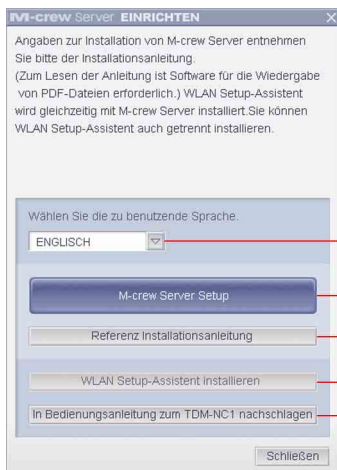 M-crew Server EINRICHTEN
Angaben zur Installation von M-crew Server entnehmen
Sie bitte der Installationsanleitung.
(Zum Lesen der Anleitung ist Software für die Wiedergabe
von PDF-Dateien erforderlich.) WLAN Setup-Assistent
wird gleichzeitig mit M-crew Server installiert.Sie können
WLAN Setup-Assistent auch getrennt installieren.
Wählen Sie die zu benutzende Sprache.
ENGLISCH
M-crew Server Setup
Referenz Installationsanleitung
WLAN Setup-Assistent installieren
In Bedienungsanleitung zum TDM-NC1 nachschlagen
Schließen